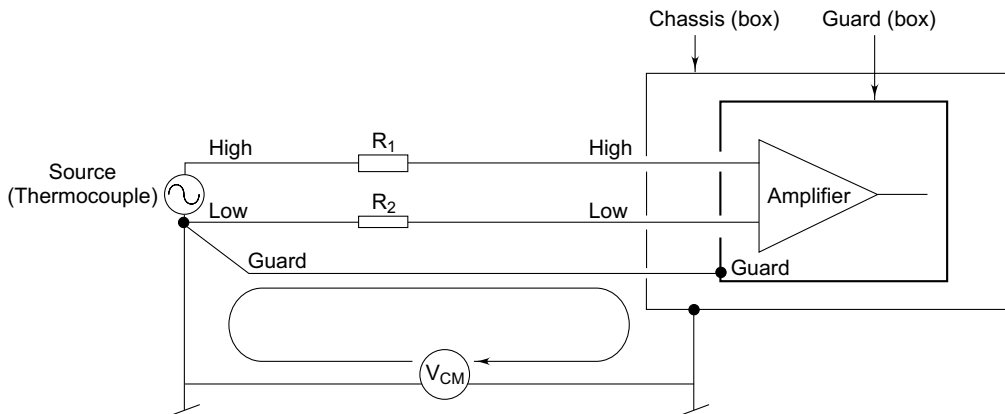 Chassis (box)
Guard (box)
High
R1
High
Source
(Thermocouple)
Amplifier
Low
R2
Low
Guard
Guard
VCM